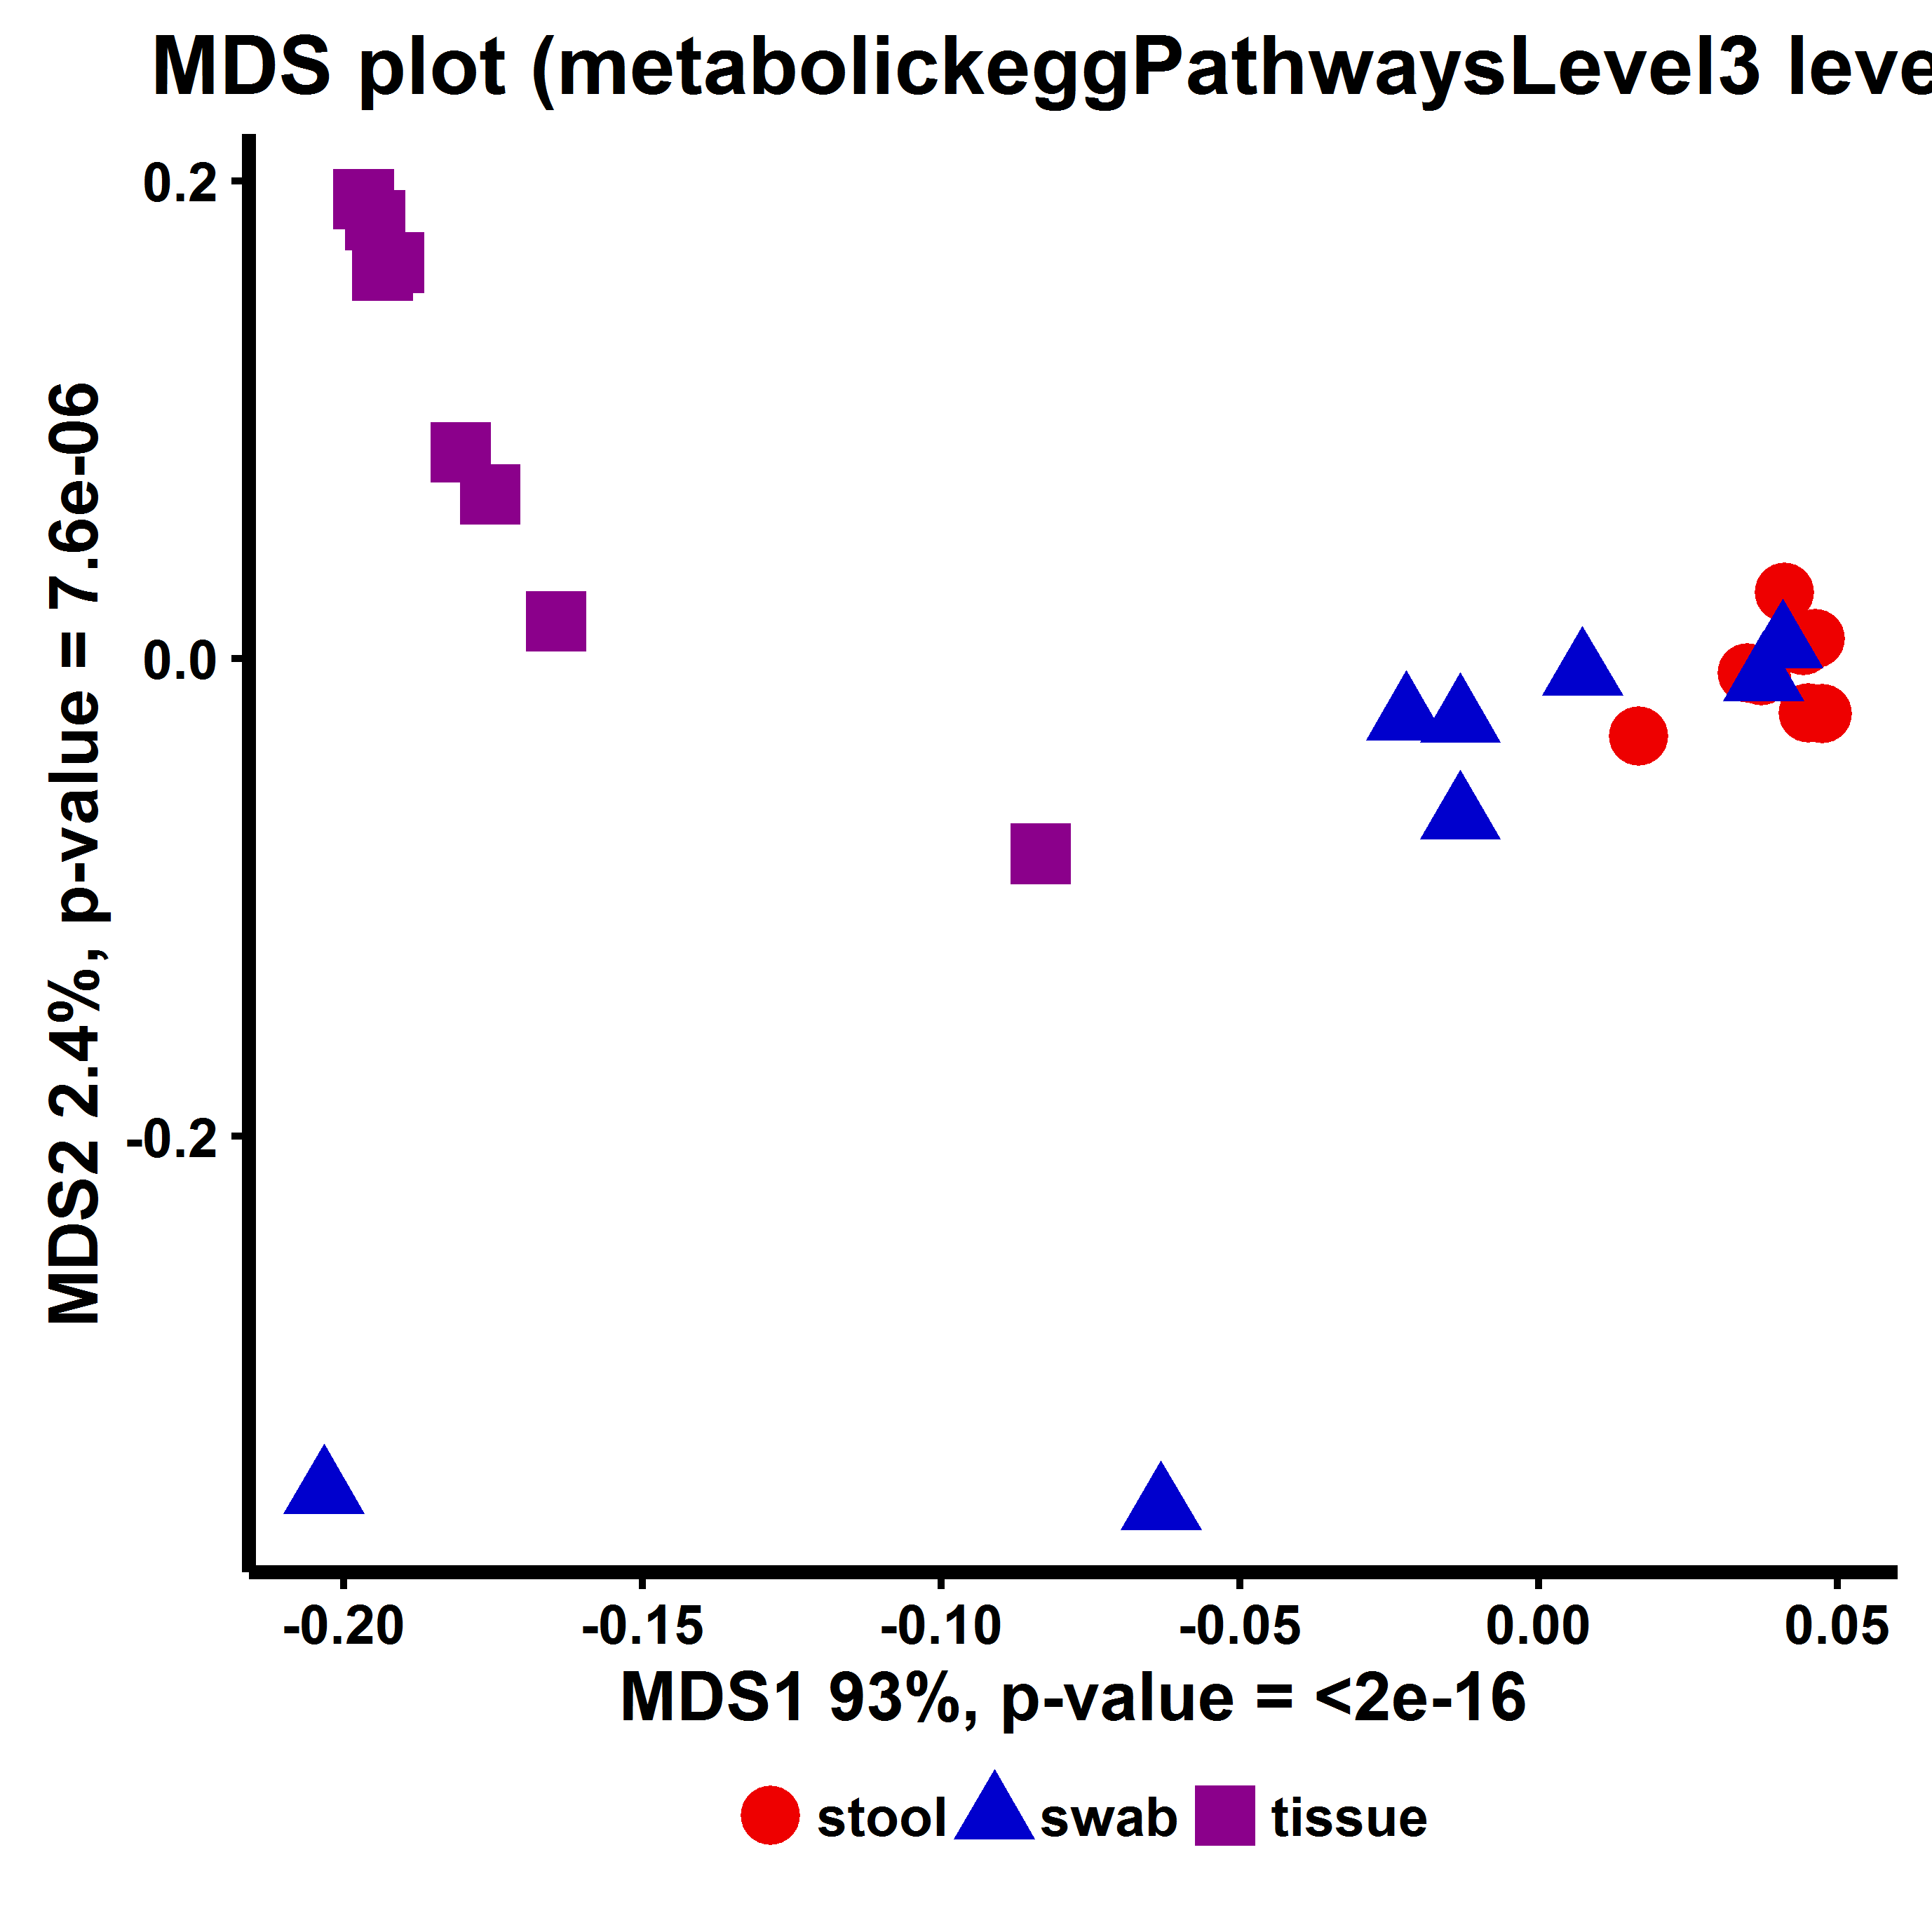 MDS plot (metabolickeggPathwaysLevel3 leve
0.2
0.0
-0.2
MDS2 2.4%, p-value = 7.6e-06
-0.20 -0.15 -0.10 -0.05 0.00 0.05
MDS1 93%, p-value = <2e-16
stool swab tissue